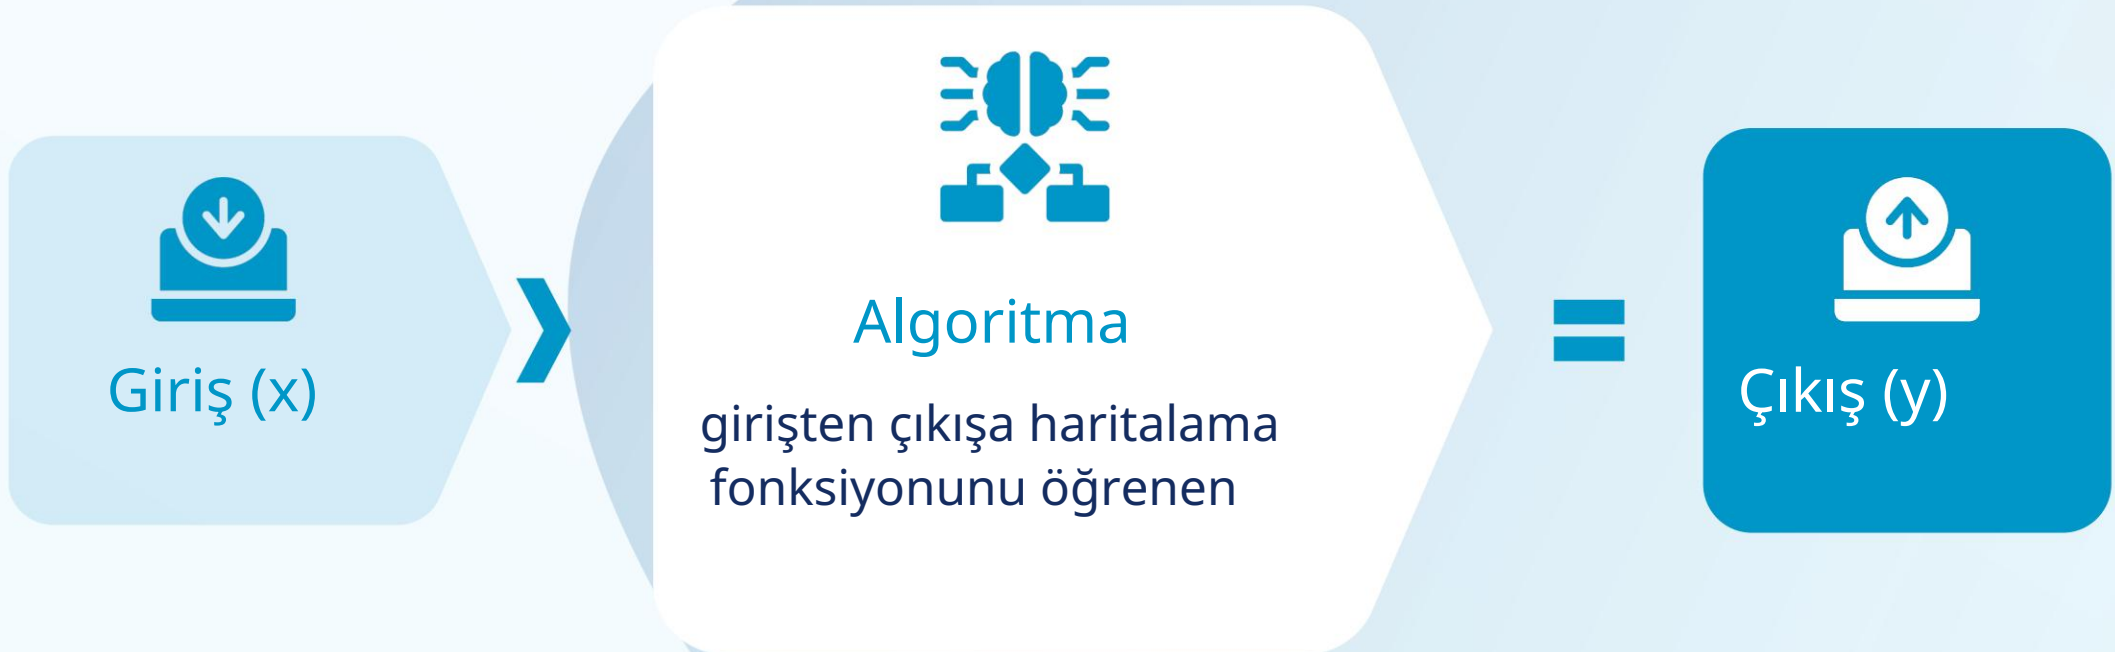 Giriş (x)
Algoritma
girişten çıkışa haritalama
fonksiyonunu öğrenen
Çıkış (y)